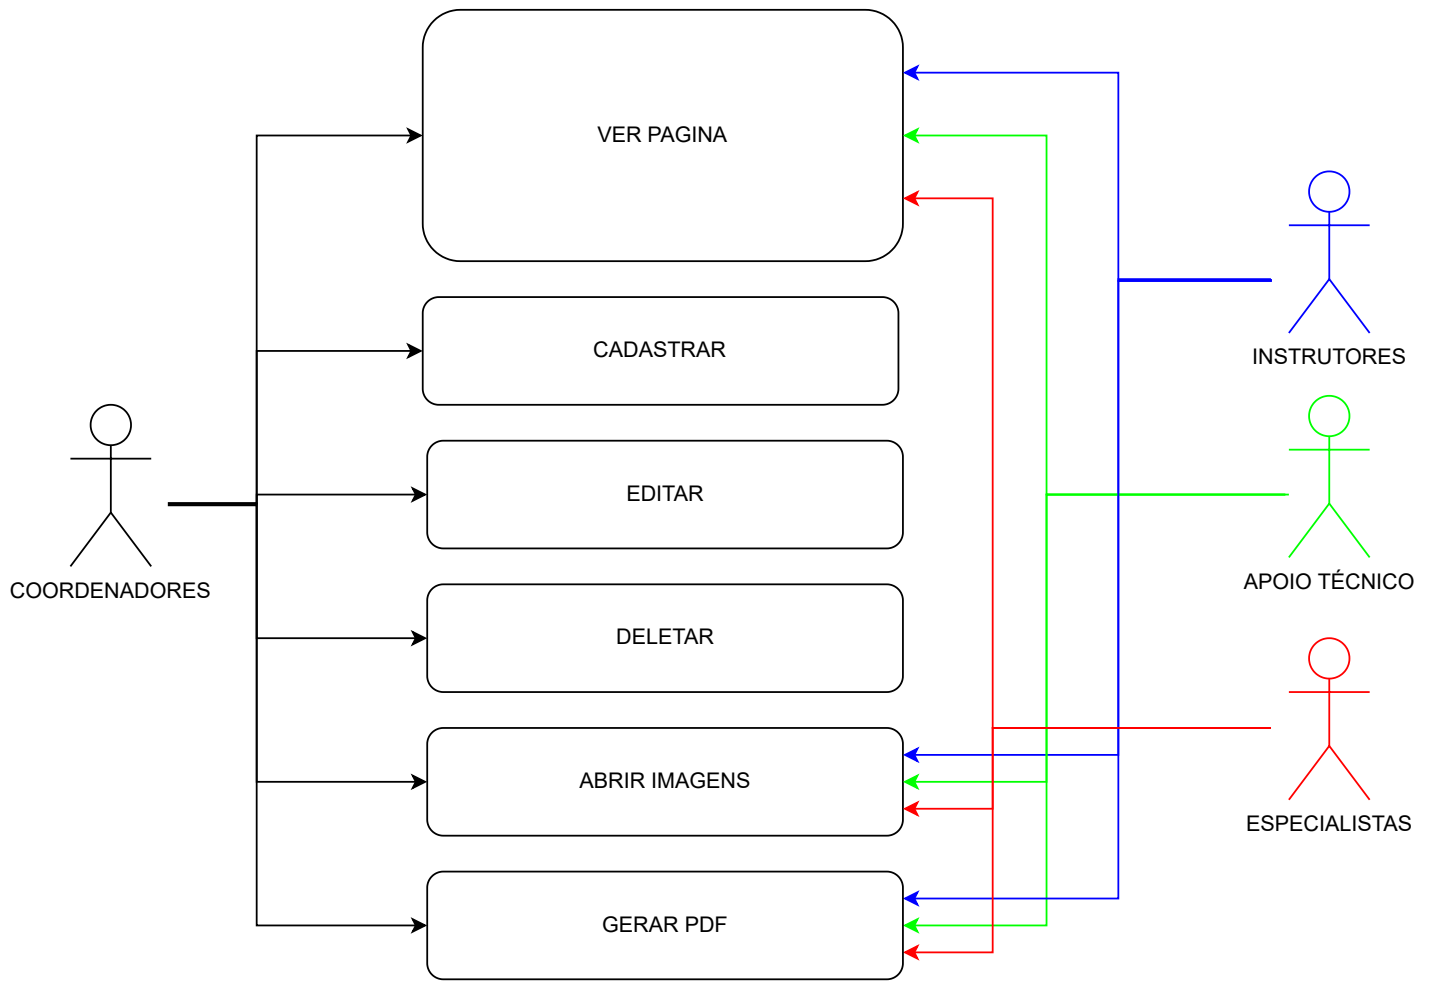 VER PAGINA
CADASTRAR
INSTRUTORES
EDITAR
COORDENADORES
APOIO TÉCNICO
DELETAR
ABRIR IMAGENS
ESPECIALISTAS
GERAR PDF